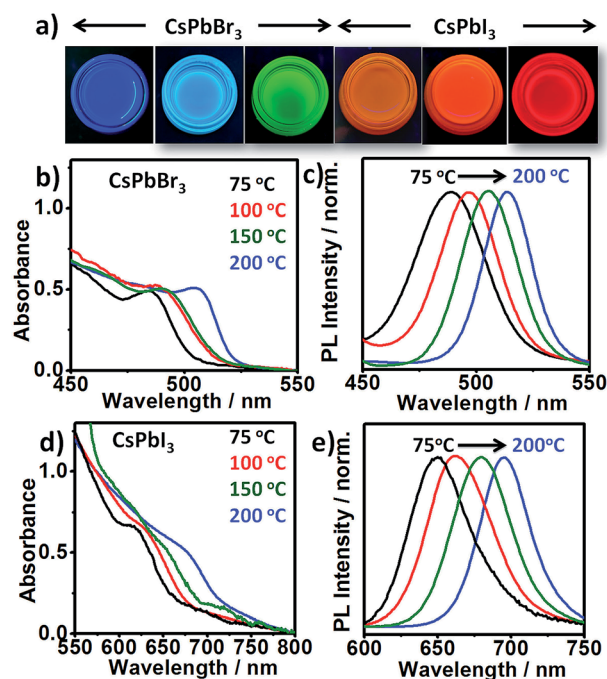 a) CsPbBr₃ CsPbI₃
b) CsPbBr₃
75 °C
100 °C
150 °C
200 °C
1.0
0.5
0.0
Absorbance
450 500 550
Wavelength / nm
c) 75 °C 200 °C
PL Intensity / norm.
450 500 550
Wavelength / nm
d) CsPbI₃
75 °C
100 °C
150 °C
200 °C
1.0
0.5
0.0
Absorbance
550 600 650 700 750 800
Wavelength / nm
e) 75°C 200°C
PL Intensity / norm.
600 650 700 750
Wavelength / nm